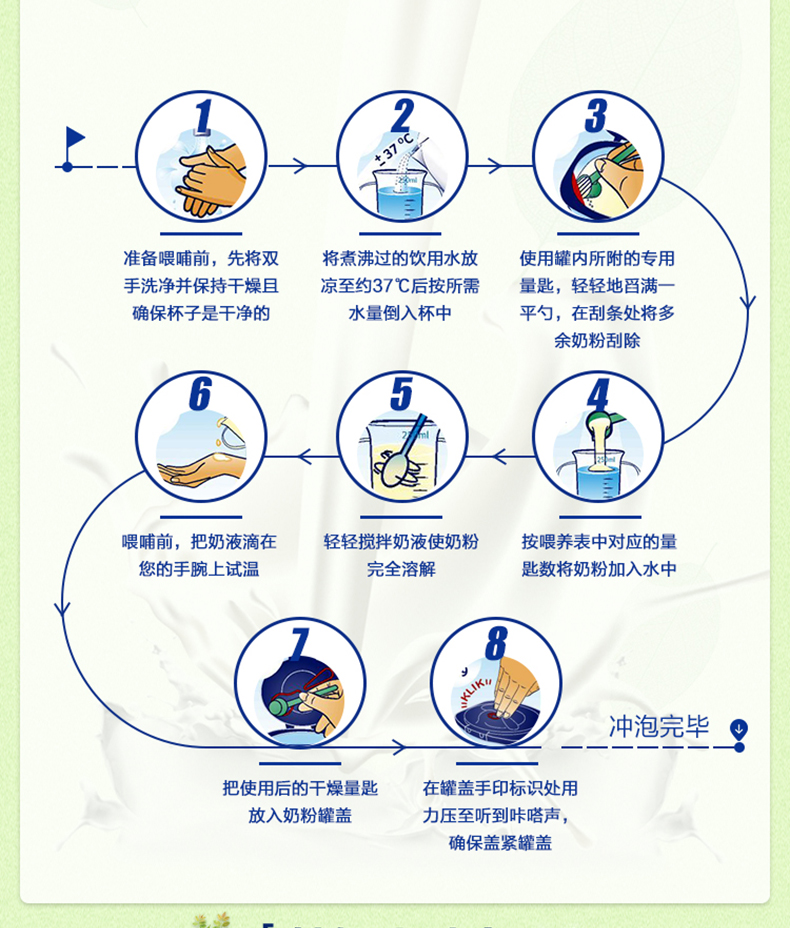 1
2
3
±37℃
250ml
准备喂哺前，先将双
手洗净并保持干燥且
确保杯子是干净的
将煮沸过的饮用水放
凉至约37℃后按所需
水量倒入杯中
使用罐内所附的专用
量匙，轻轻地舀满一
平勺，在刮条处将多
余奶粉刮除
4
250ml
按喂养表中对应的量
匙数将奶粉加入水中
5
轻轻搅拌奶液使奶粉
完全溶解
6
喂哺前，把奶液滴在
您的手腕上试温
7
把使用后的干燥量匙
放入奶粉罐盖
8
KLIK
在罐盖手印标识处用
力压至听到咔嗒声，
确保盖紧罐盖
冲泡完毕